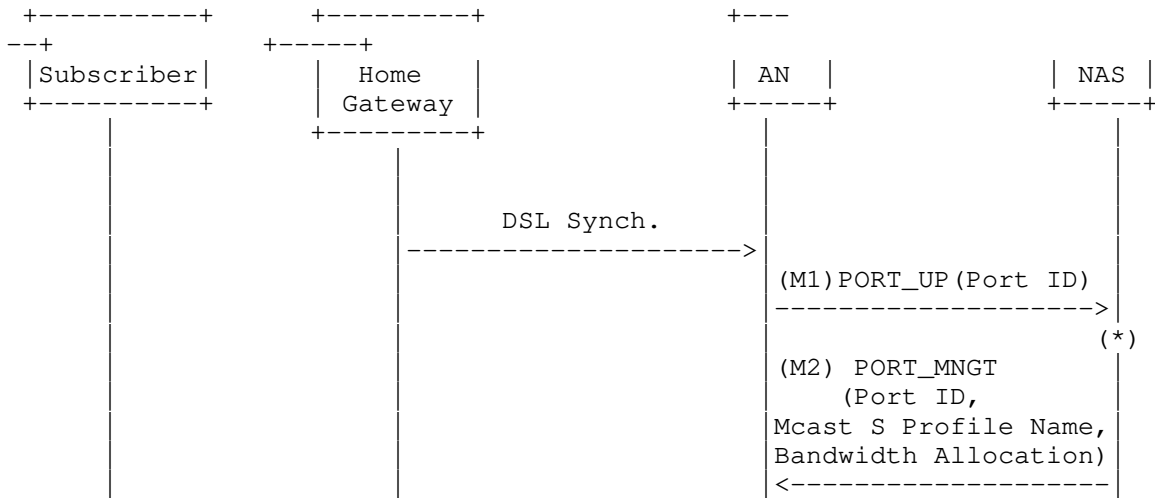 Subscriber Home Gateway AN NAS
DSL Synch.
(M1)PORT_UP(Port ID)
(*)
(M2) PORT_MNGT
(Port ID,
Mcast S Profile Name,
Bandwidth Allocation)